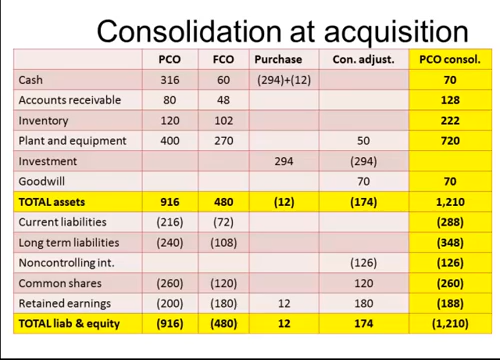 Consolidation at acquisition
PCO FCO Purchase Con. adjust. PCO consol.
Cash 316 60 (294)+(12) 70
Accounts receivable 80 48 128
Inventory 120 102 222
Plant and equipment 400 270 50 720
Investment 294 (294)
Goodwill 70 70
TOTAL assets 916 480 (12) (174) 1,210
Current liabilities (216) (72) (288)
Long term liabilities (240) (108) (348)
Noncontrolling int. (126) (126)
Common shares (260) (120) 120 (260)
Retained earnings (200) (180) 12 180 (188)
TOTAL liab & equity (916) (480) 12 174 (1,210)